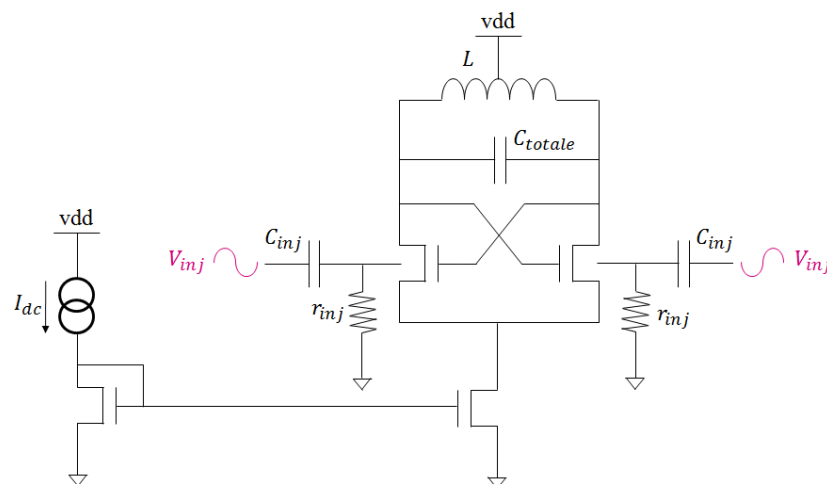 vdd
L
C_totale
vdd
C_inj
C_inj
V_inj
V_inj
I_dc
r_inj
r_inj